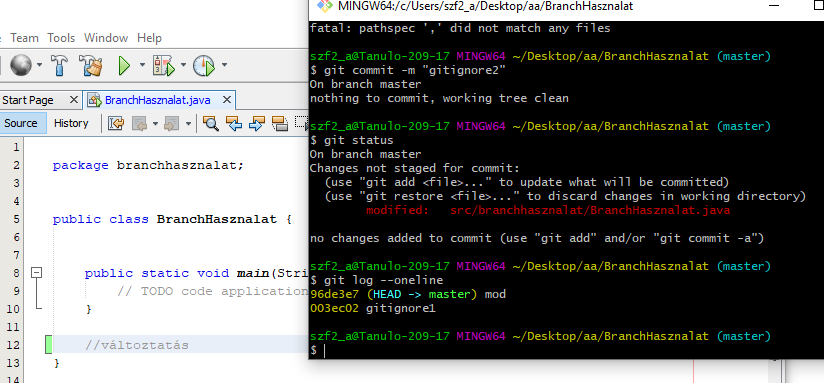 MINGW64:/c/Users/szf2_a/Desktop/aa/BranchHasznalat
Team Tools Window Help
Start Page
BranchHasznalat.java
Source History
1
2 package branchhasznalat;
3
4
5 public class BranchHasznalat {
6
7
8 public static void main(Stri
9 // TODO code application
10 }
11
12 //változtatás
13 }
fatal: pathspec ',' did not match any files
szf2_a@Tanulo-209-17 MINGW64 ~/Desktop/aa/BranchHasznalat (master)
$ git commit -m "gitignore2"
On branch master
nothing to commit, working tree clean
szf2_a@Tanulo-209-17 MINGW64 ~/Desktop/aa/BranchHasznalat (master)
$ git status
On branch master
Changes not staged for commit:
(use "git add <file>..." to update what will be committed)
(use "git restore <file>..." to discard changes in working directory)
modified: src/branchhasznalat/BranchHasznalat.java
no changes added to commit (use "git add" and/or "git commit -a")
szf2_a@Tanulo-209-17 MINGW64 ~/Desktop/aa/BranchHasznalat (master)
$ git log --oneline
96de3e7 (HEAD -> master) mod
003ec02 gitignore1
szf2_a@Tanulo-209-17 MINGW64 ~/Desktop/aa/BranchHasznalat (master)
$